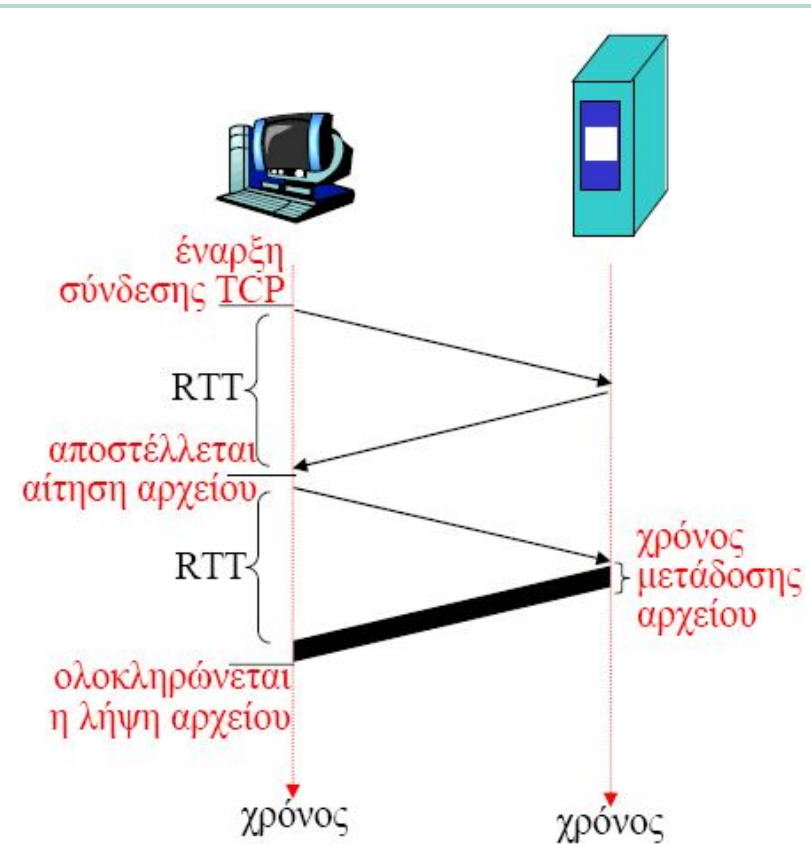 έναρξη
σύνδεσης TCP
RTT
αποστέλλεται
αίτηση αρχείου
RTT
χρόνος
μετάδοσης
αρχείου
ολοκληρώνεται
η λήψη αρχείου
χρόνος
χρόνος